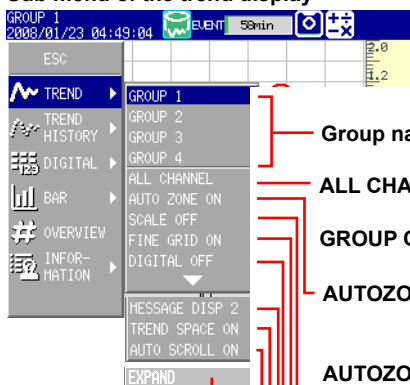 Sub menu of the trend display
GROUP 1
2008/01/23 04:49:04
EVENT 58min
2.0
1.2
ESC
TREND
TREND HISTORY
DIGITAL
BAR
OVERVIEW
INFOR-
MATION
GROUP 1
GROUP 2
GROUP 3
GROUP 4
ALL CHANNEL
AUTO ZONE ON
SCALE OFF
FINE GRID ON
DIGITAL OFF
MESSAGE DISP 2
TREND SPACE ON
AUTO SCROLL ON
EXPAND
Group na
ALL CHA
GROUP
AUTOZO
AUTOZO